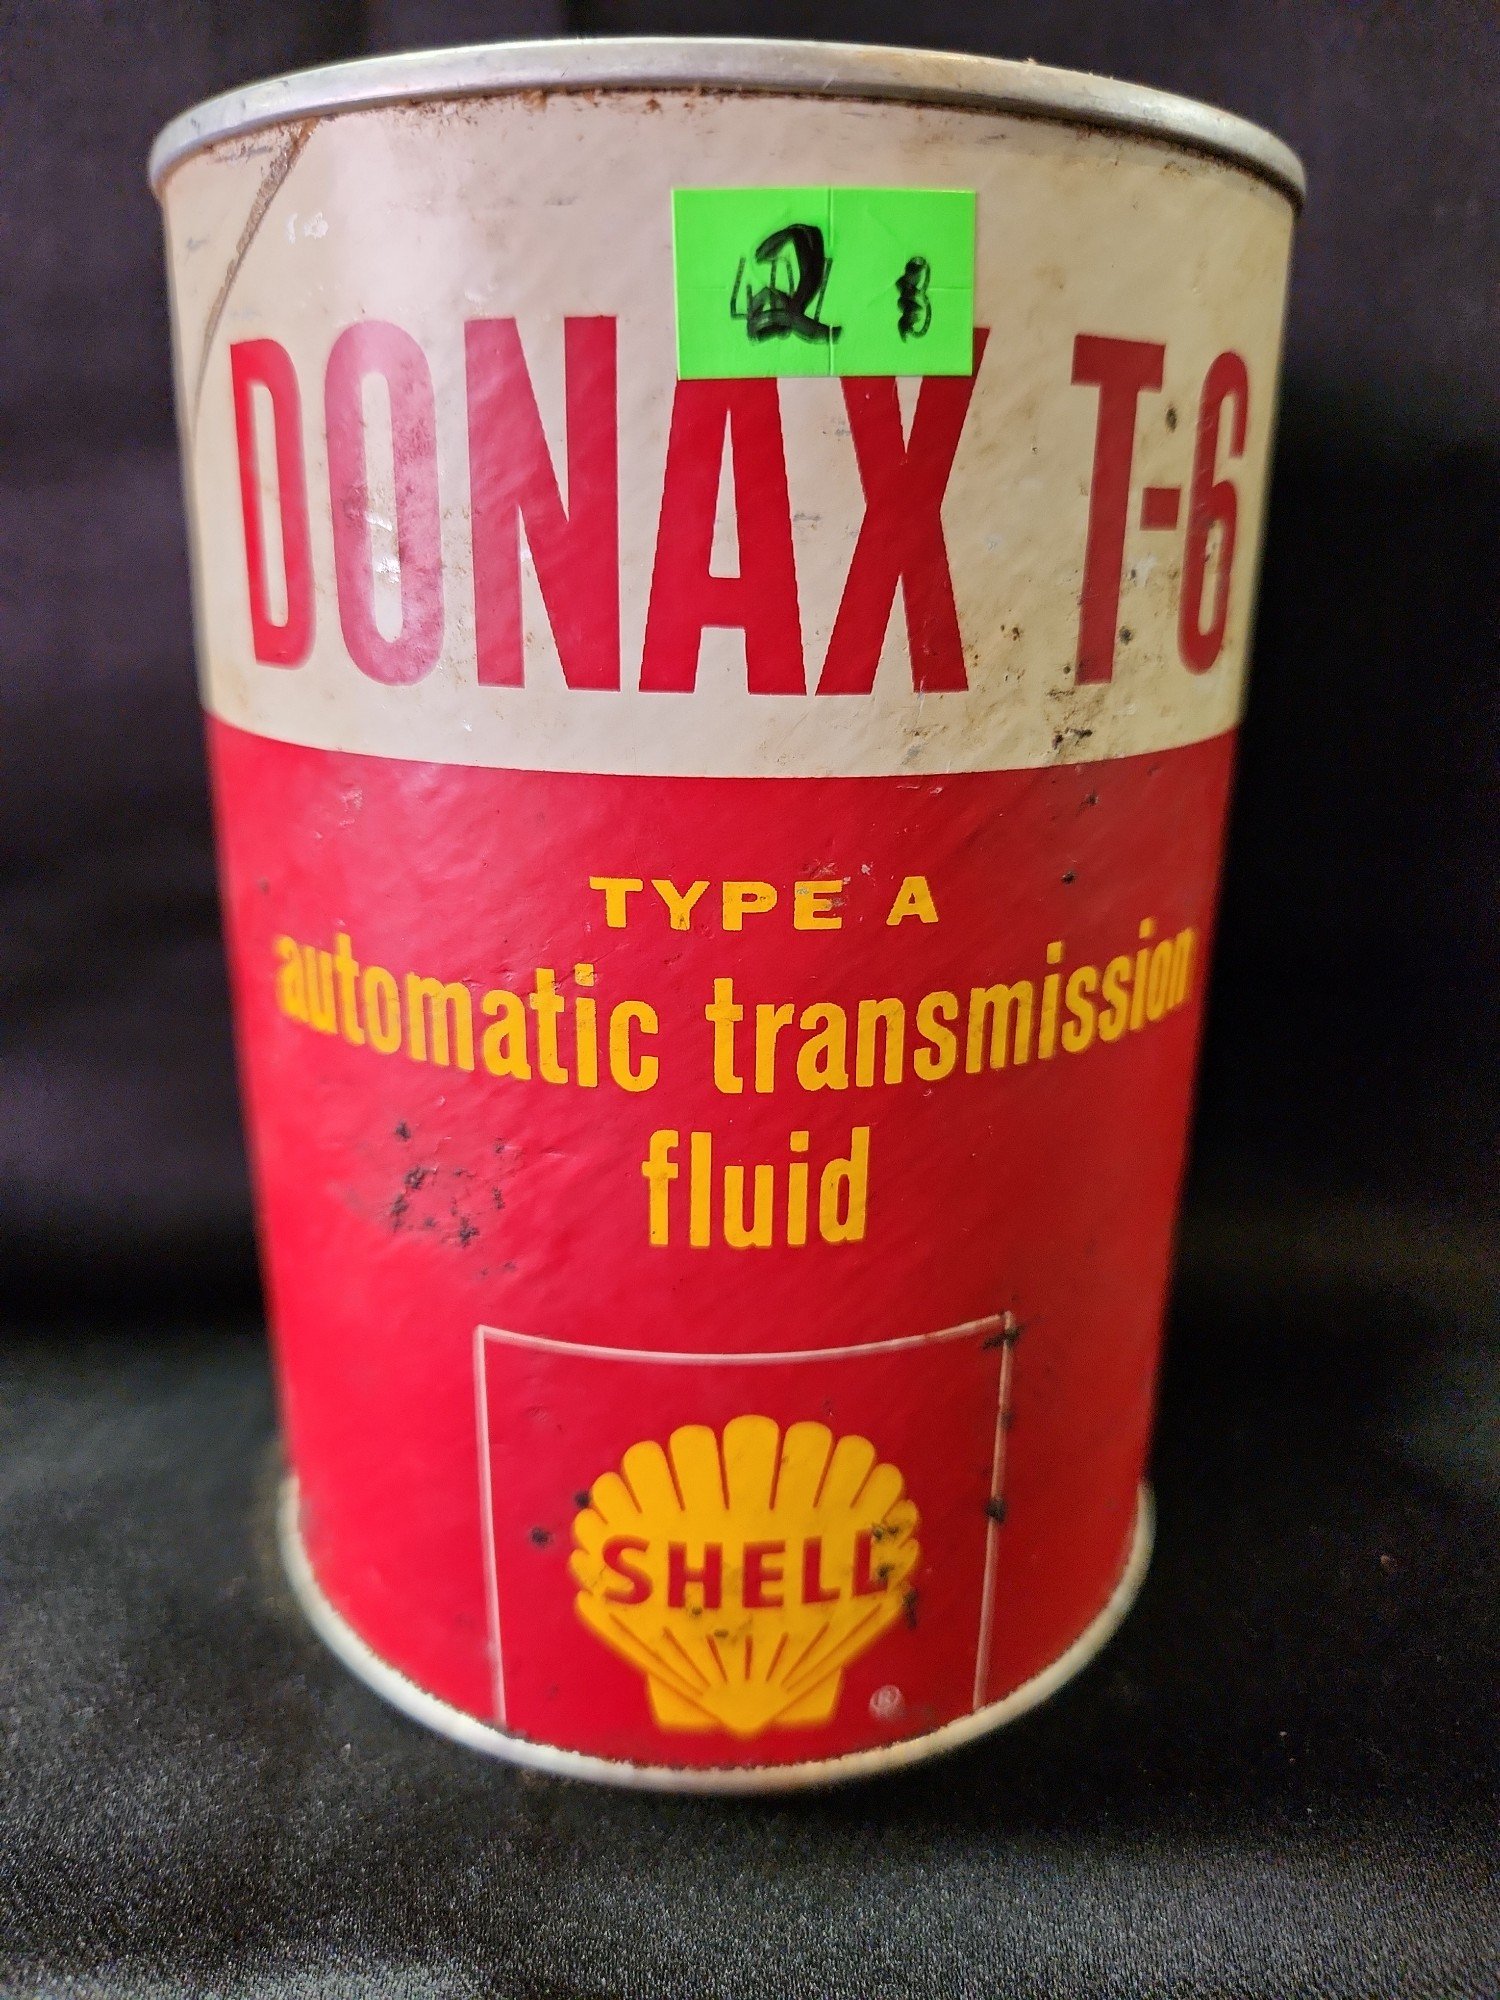 DONAX T-6
TYPE A
automatic transmission
fluid
SHELL
®